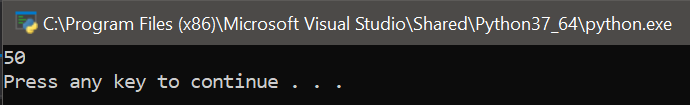 C:\Program Files (x86)\Microsoft Visual Studio\Shared\Python37_64\python.exe
50
Press any key to continue . . .